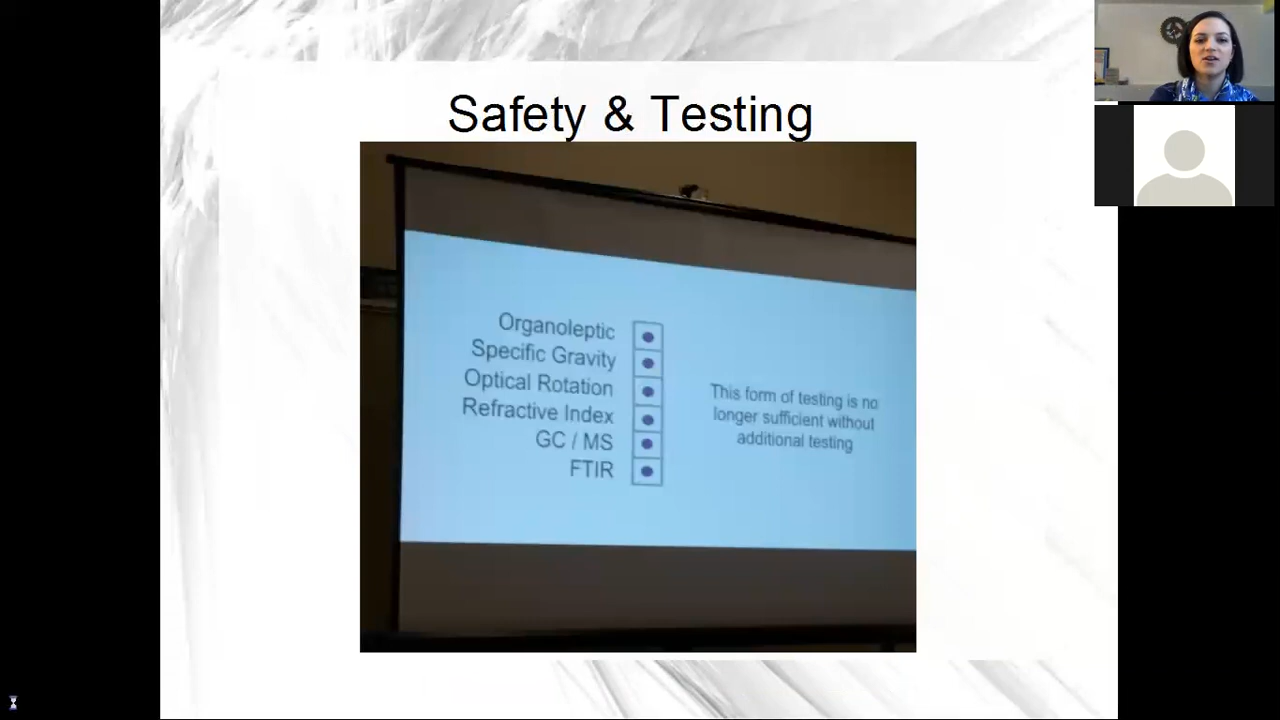 Safety & Testing
Organoleptic
Specific Gravity
Optical Rotation
Refractive Index
GC / MS
FTIR
This form of testing is no
longer sufficient without
additional testing